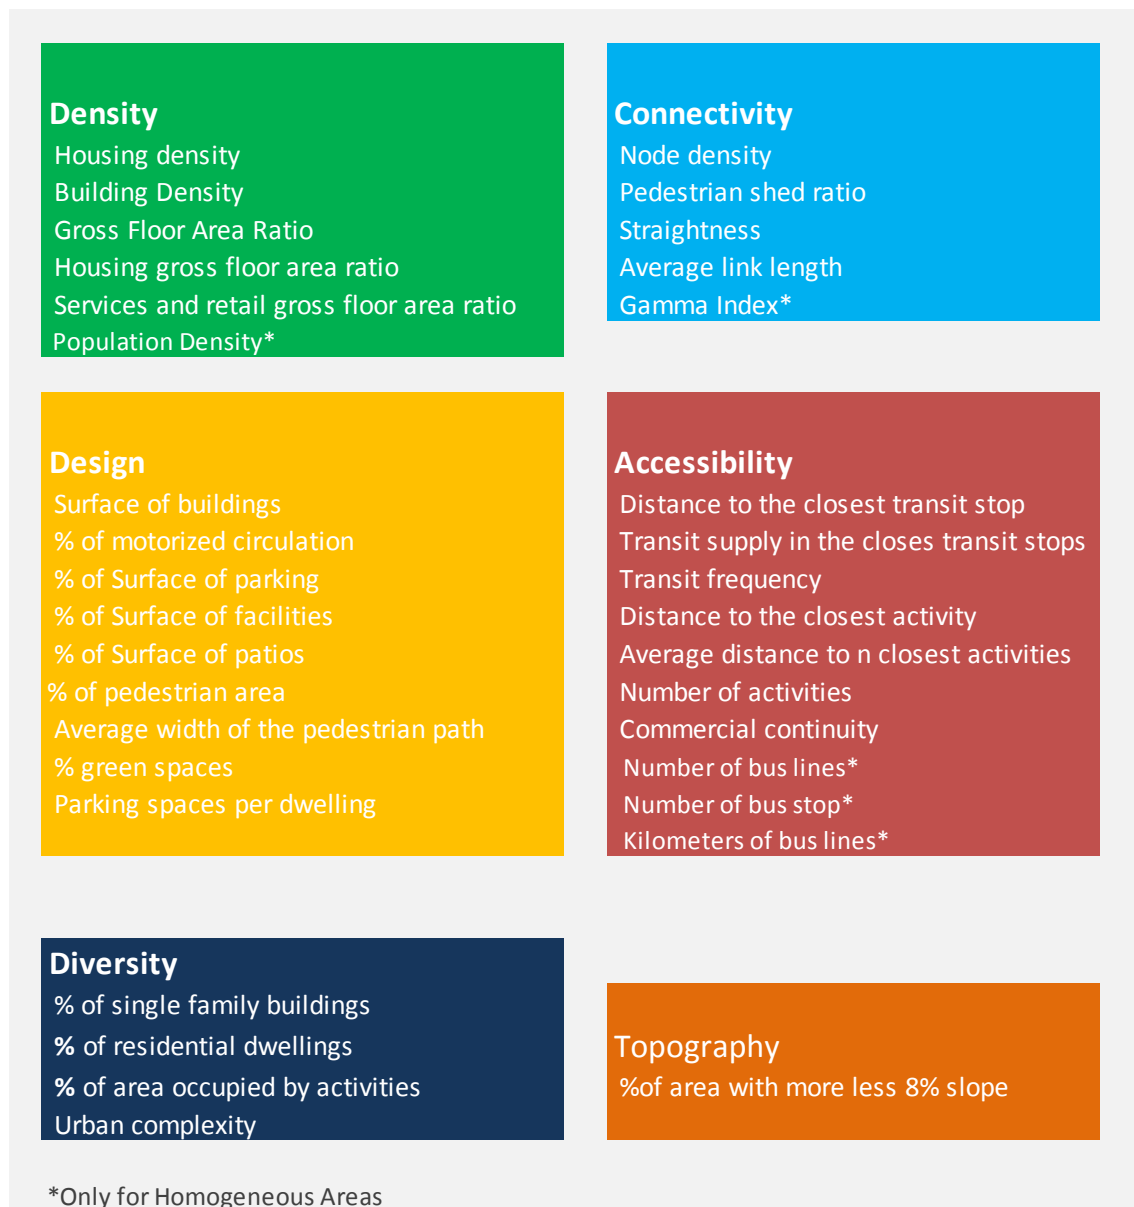 Density
Housing density
Building Density
Gross Floor Area Ratio
Housing gross floor area ratio
Services and retail gross floor area ratio
Population Density*
Connectivity
Node density
Pedestrian shed ratio
Straightness
Average link length
Gamma Index*
Design
Surface of buildings
% of motorized circulation
% of Surface of parking
% of Surface of facilities
% of Surface of patios
% of pedestrian area
Average width of the pedestrian path
% green spaces
Parking spaces per dwelling
Accessibility
Distance to the closest transit stop
Transit supply in the closes transit stops
Transit frequency
Distance to the closest activity
Average distance to n closest activities
Number of activities
Commercial continuity
Number of bus lines*
Number of bus stop*
Kilometers of bus lines*
Diversity
% of single family buildings
% of residential dwellings
% of area occupied by activities
Urban complexity
Topography
%of area with more less 8% slope
*Only for Homogeneous Areas